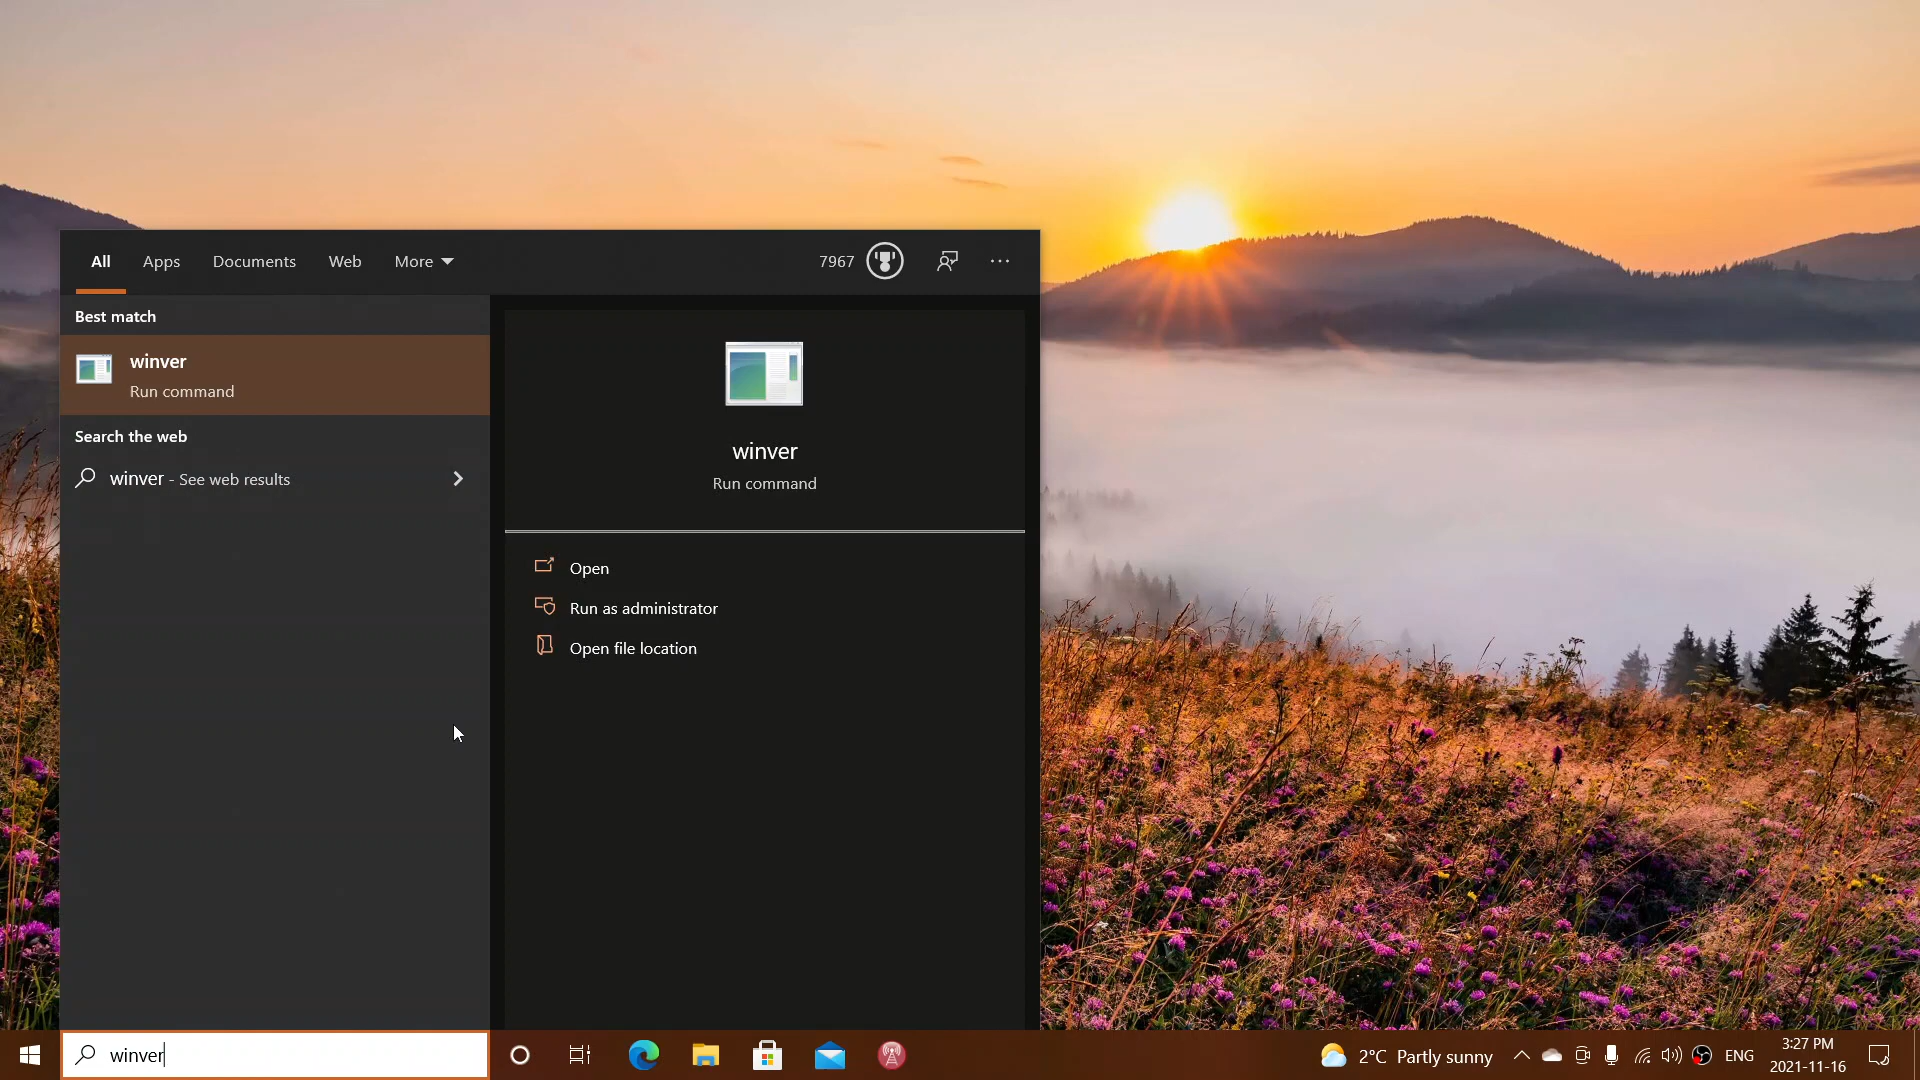 All Apps Documents Web More 7967
Best match
winver
Run command
Search the web
winver - See web results
winver
Run command
Open
Run as administrator
Open file location
winver
2°C Partly sunny
ENG
3:27 PM
2021-11-16